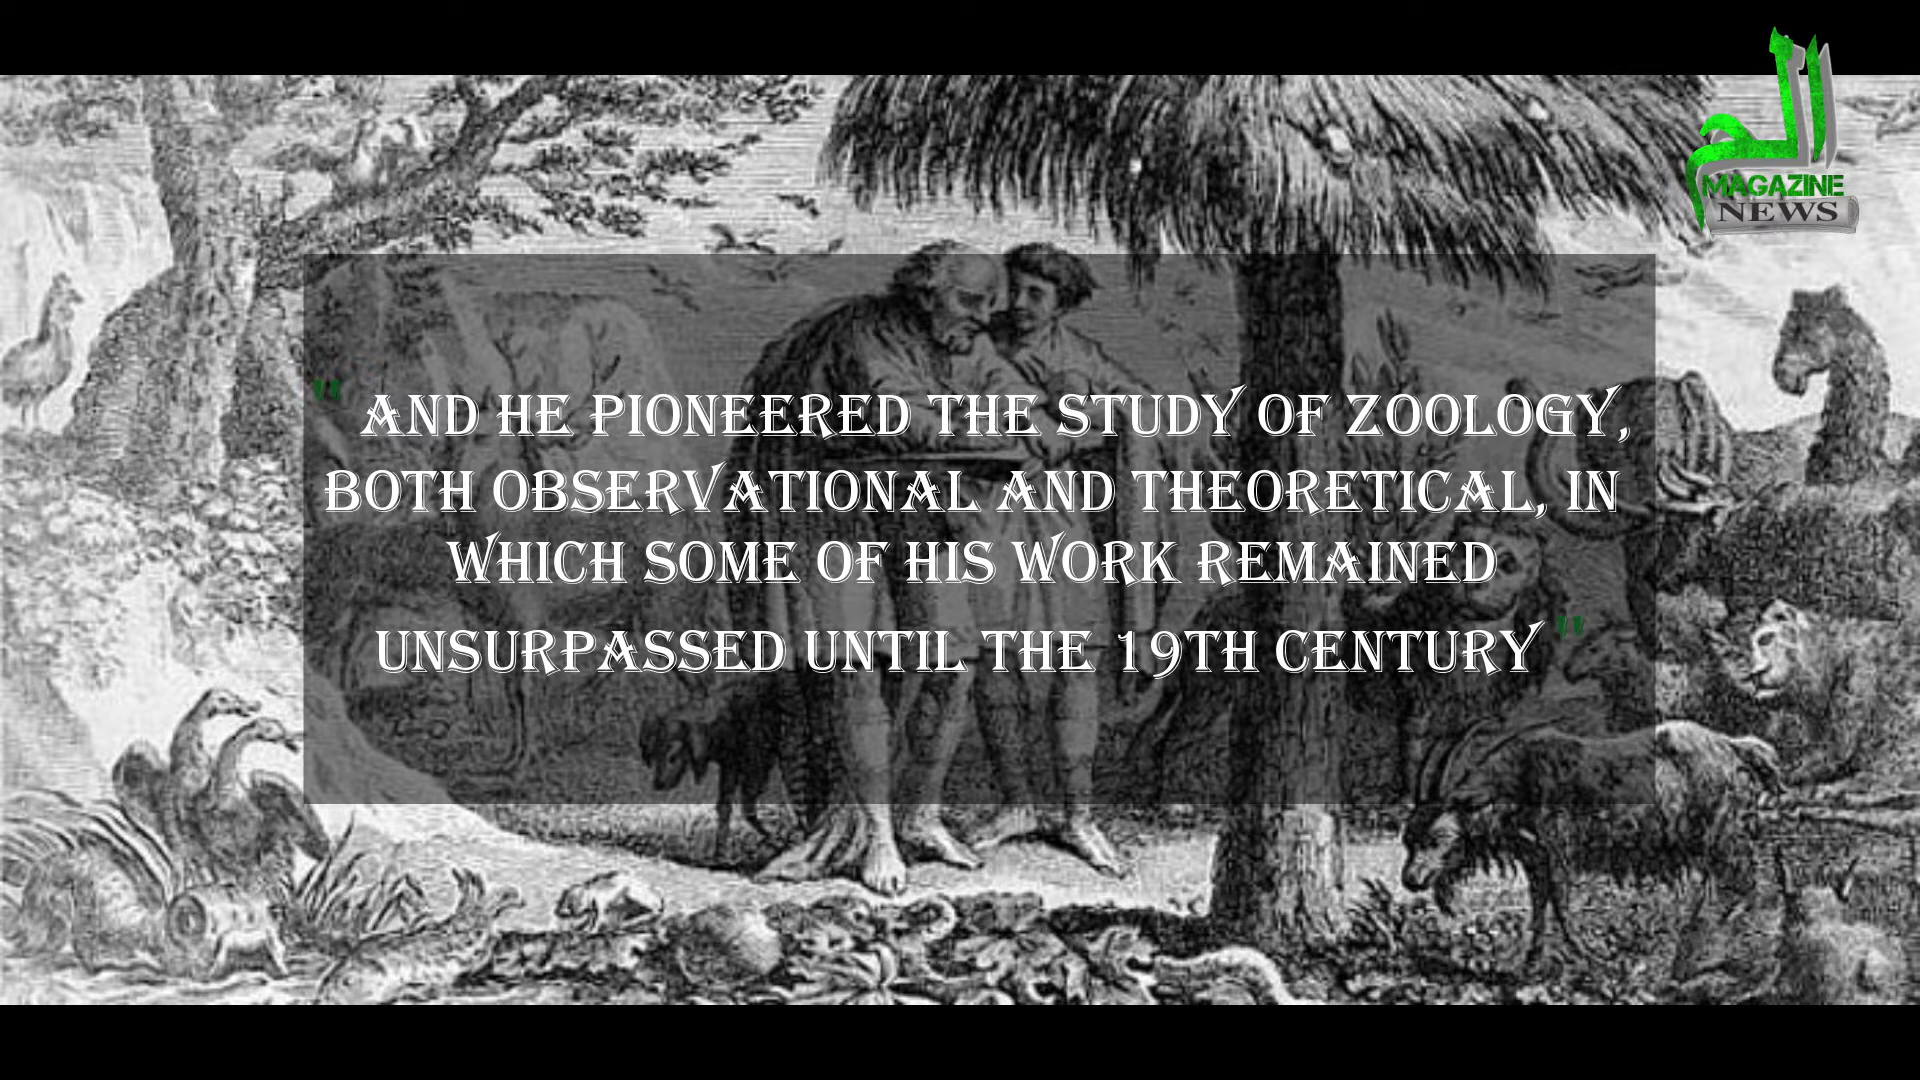 MAGAZINE
NEWS
" AND HE PIONEERED THE STUDY OF ZOOLOGY,
BOTH OBSERVATIONAL AND THEORETICAL, IN
WHICH SOME OF HIS WORK REMAINED
UNSURPASSED UNTIL THE 19TH CENTURY "